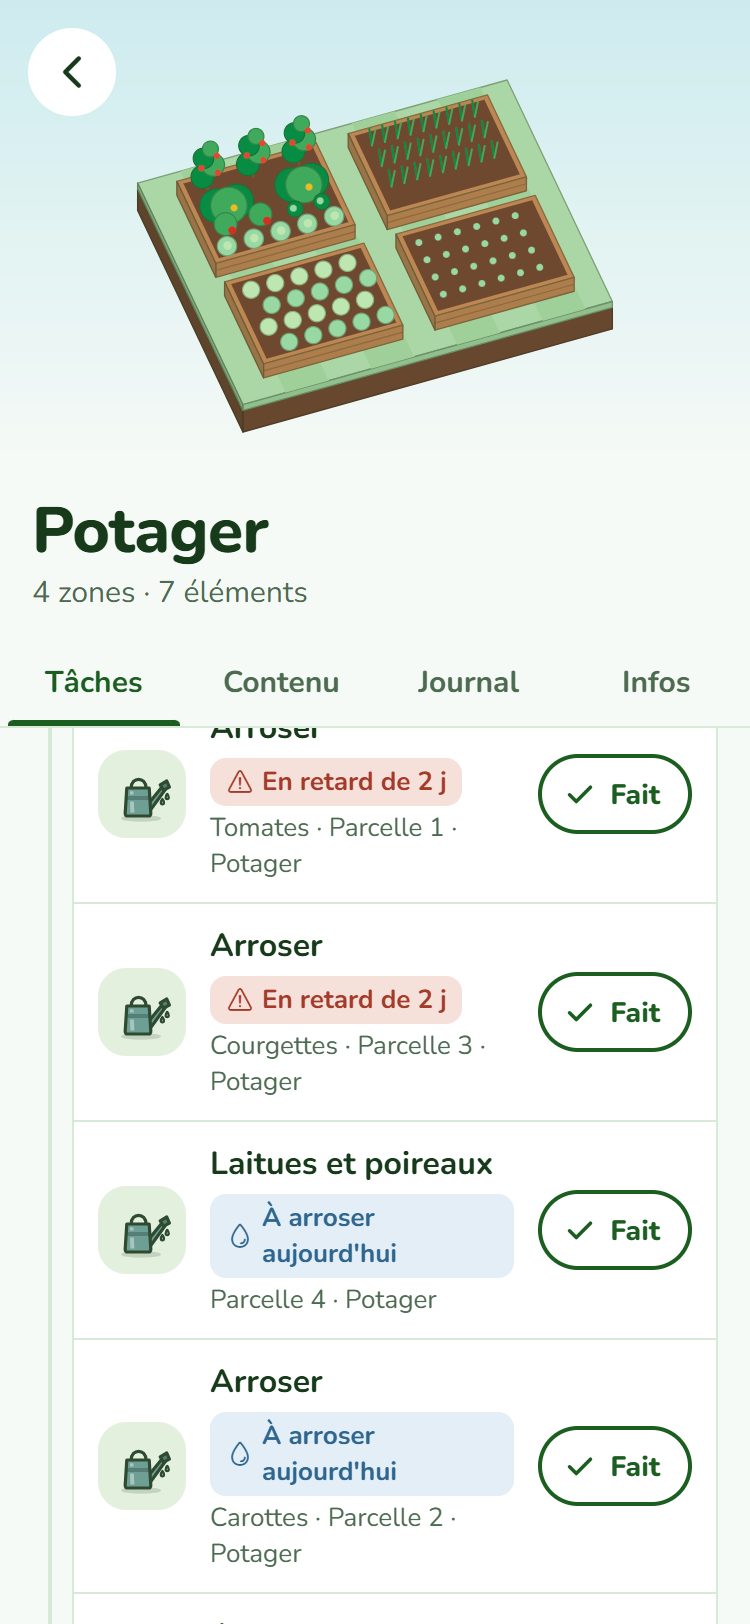 Potager
4 zones · 7 éléments
Tâches
Contenu
Journal
Infos
Arroser
En retard de 2 j
Tomates · Parcelle 1 ·
Potager
Fait
Arroser
En retard de 2 j
Courgettes · Parcelle 3 ·
Potager
Fait
Laitues et poireaux
À arroser
aujourd'hui
Parcelle 4 · Potager
Fait
Arroser
À arroser
aujourd'hui
Carottes · Parcelle 2 ·
Potager
Fait